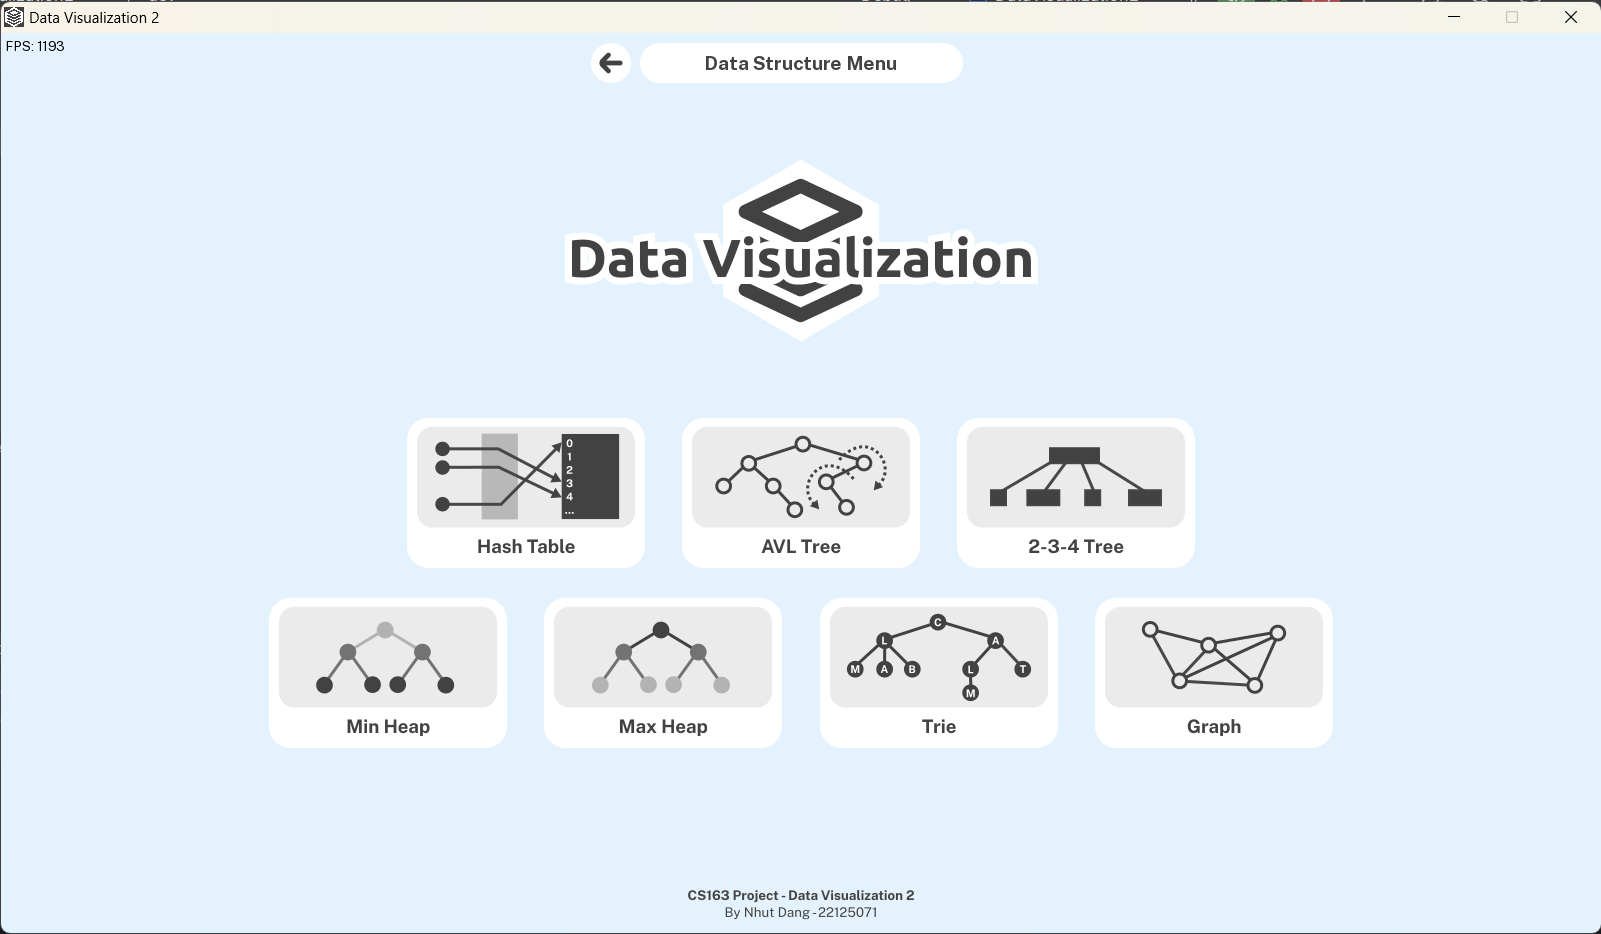 Data Visualization 2
FPS: 1193
Data Structure Menu
Data Visualization
0
1
2
3
4
...
Hash Table
AVL Tree
2-3-4 Tree
Min Heap
Max Heap
C
L A
M A B L T
M
Trie
Graph
CS163 Project - Data Visualization 2
By Nhut Dang - 22125071